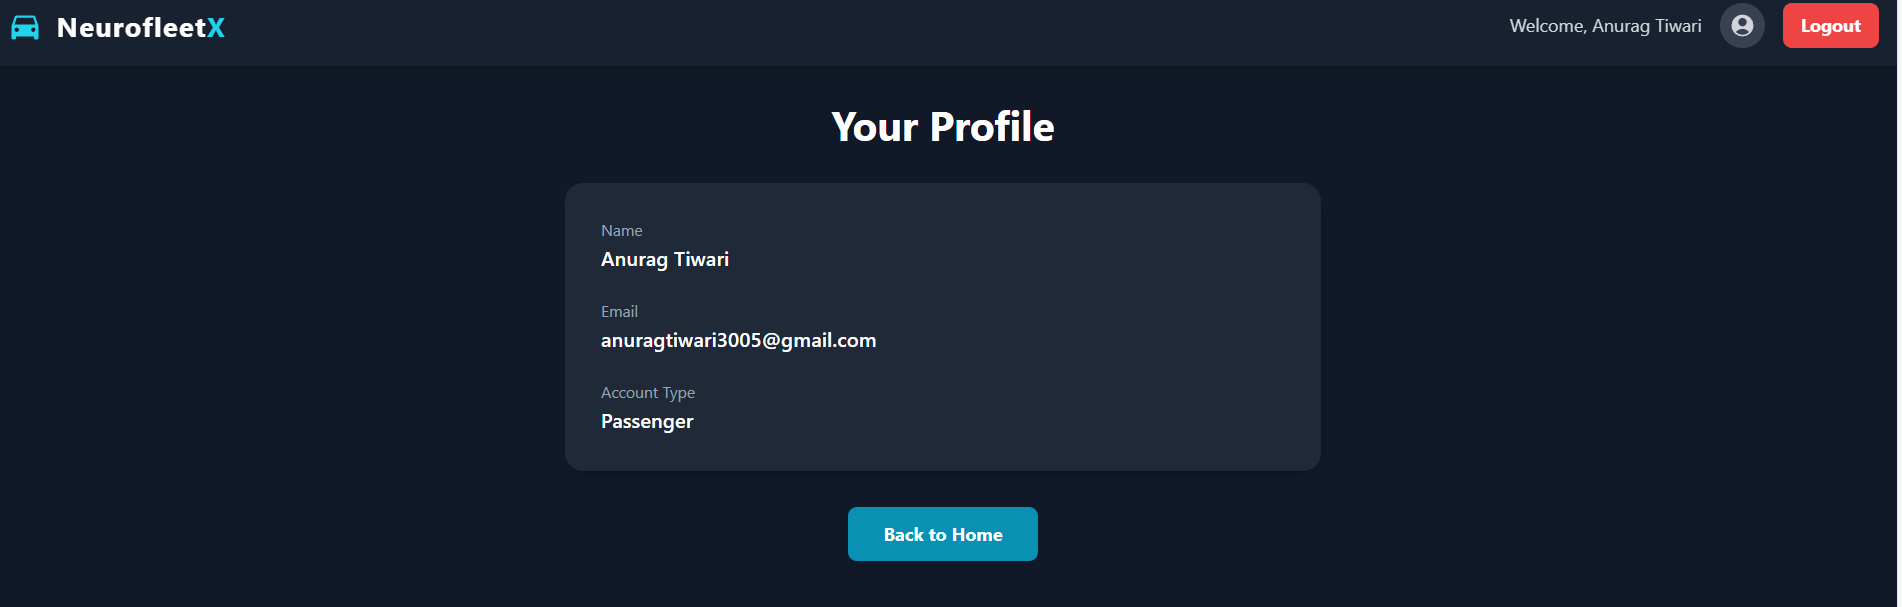 NeurofleetX
Welcome, Anurag Tiwari
Logout
Your Profile
Name
Anurag Tiwari
Email
anuragtiwari3005@gmail.com
Account Type
Passenger
Back to Home